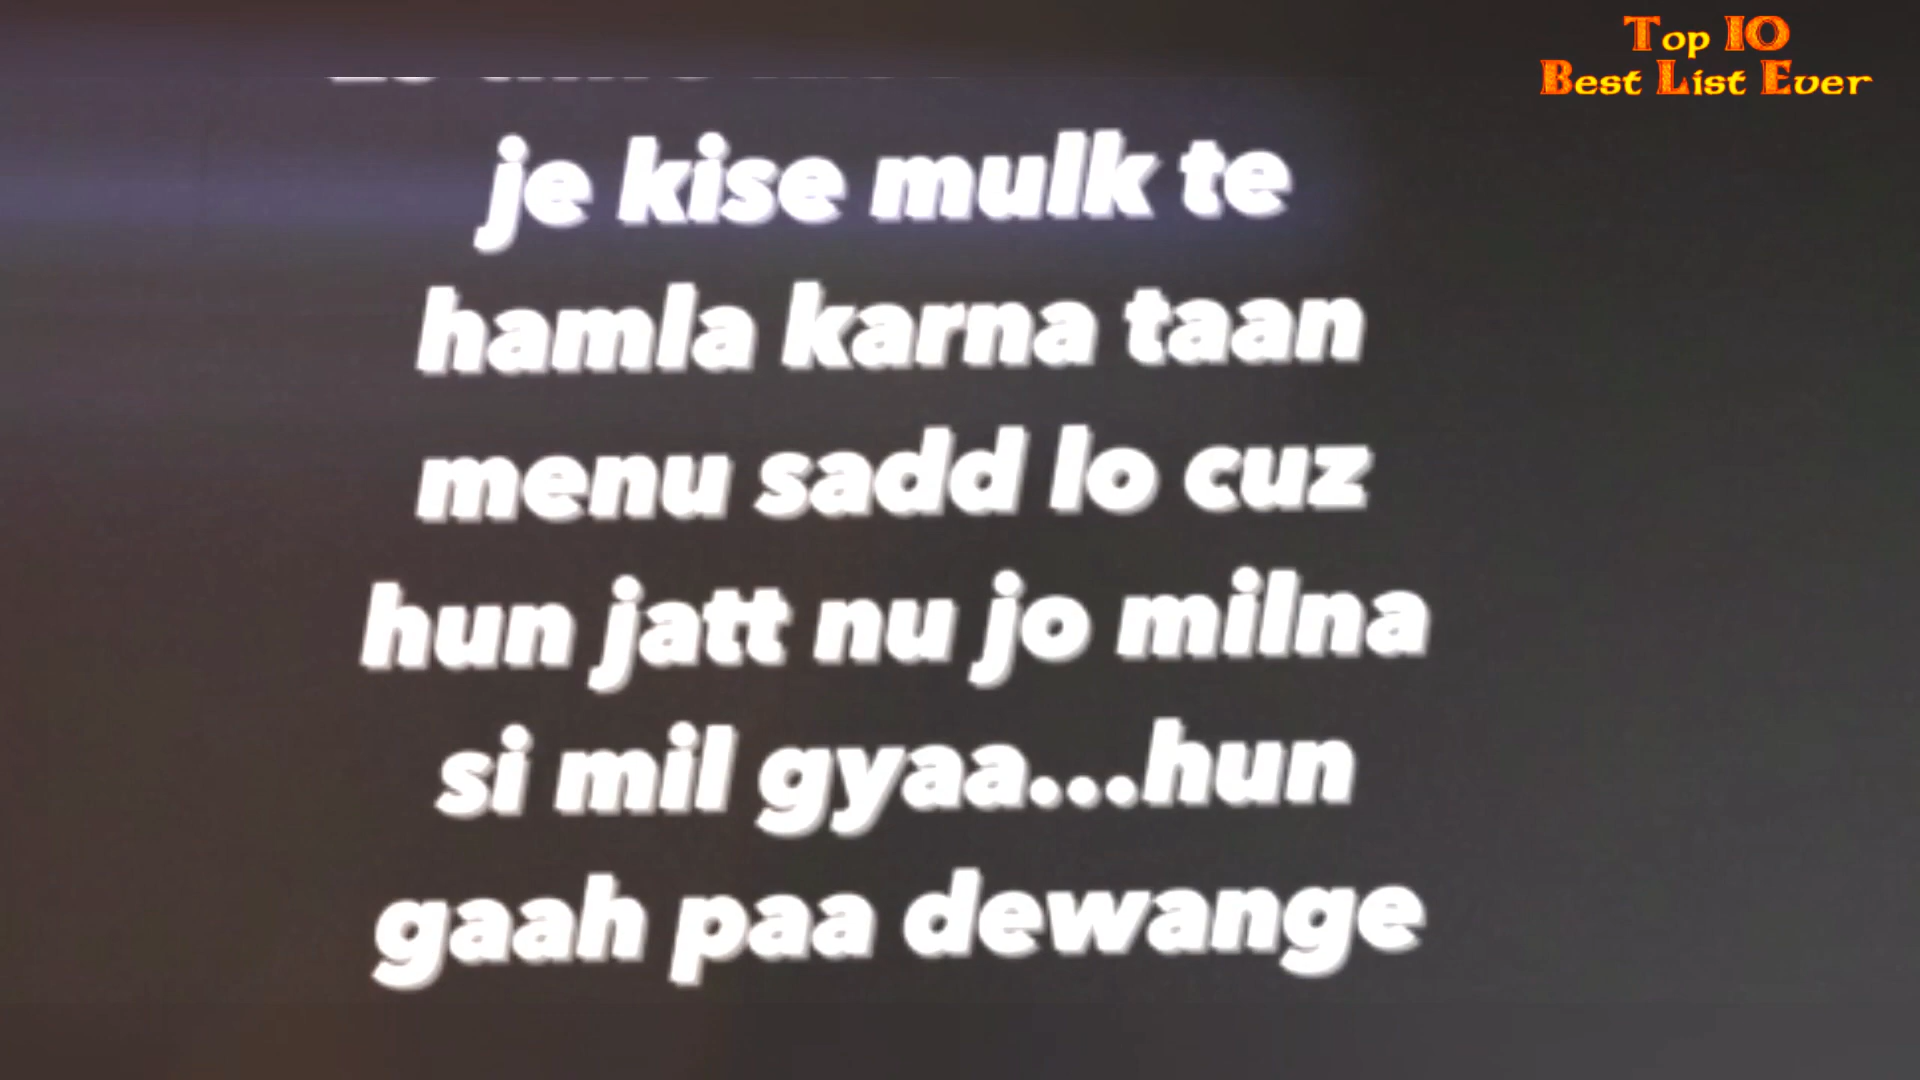 Top 10
Best List Ever
je kise mulk te
hamla karna taan
menu sadd lo cuz
hun jatt nu jo milna
si mil gyaa...hun
gaah paa dewange